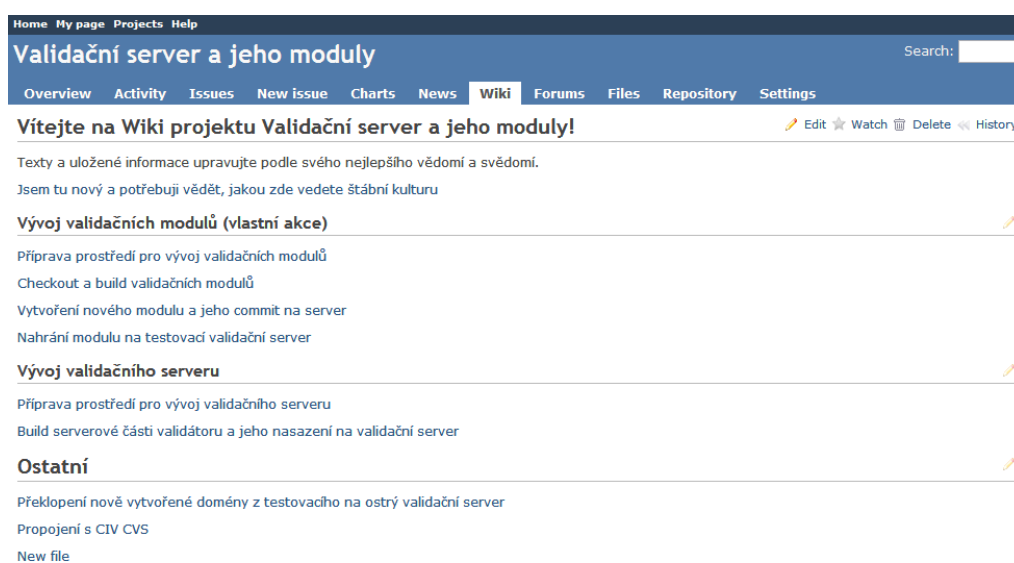 Home My page Projects Help
Validační server a jeho moduly
Search:
Overview Activity Issues New issue Charts News Wiki Forums Files Repository Settings
Vítejte na Wiki projektu Validační server a jeho moduly!
Edit Watch Delete History
Texty a uložené informace upravujte podle svého nejlepšího vědomí a svědomí.
Jsem tu nový a potřebuji vědět, jakou zde vedete štábní kulturu
Vývoj validačních modulů (vlastní akce)
Příprava prostředí pro vývoj validačních modulů
Checkout a build validačních modulů
Vytvoření nového modulu a jeho commit na server
Nahrání modulu na testovací validační server
Vývoj validačního serveru
Příprava prostředí pro vývoj validačního serveru
Build serverové části validátoru a jeho nasazení na validační server
Ostatní
Překlopení nově vytvořené domény z testovacího na ostrý validační server
Propojení s CIV CVS
New file